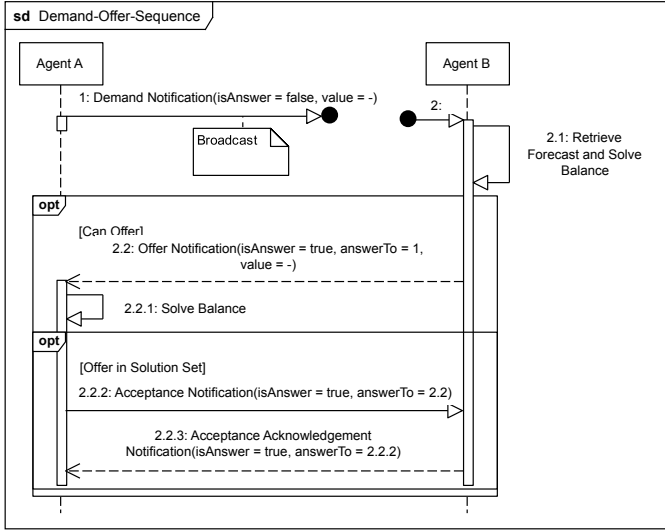 sd Demand-Offer-Sequence
Agent A
Agent B
1: Demand Notification(isAnswer = false, value = -)
2:
Broadcast
2.1: Retrieve
Forecast and Solve
Balance
opt
[Can Offer]
2.2: Offer Notification(isAnswer = true, answerTo = 1,
value = -)
2.2.1: Solve Balance
opt
[Offer in Solution Set]
2.2.2: Acceptance Notification(isAnswer = true, answerTo = 2.2)
2.2.3: Acceptance Acknowledgement
Notification(isAnswer = true, answerTo = 2.2.2)